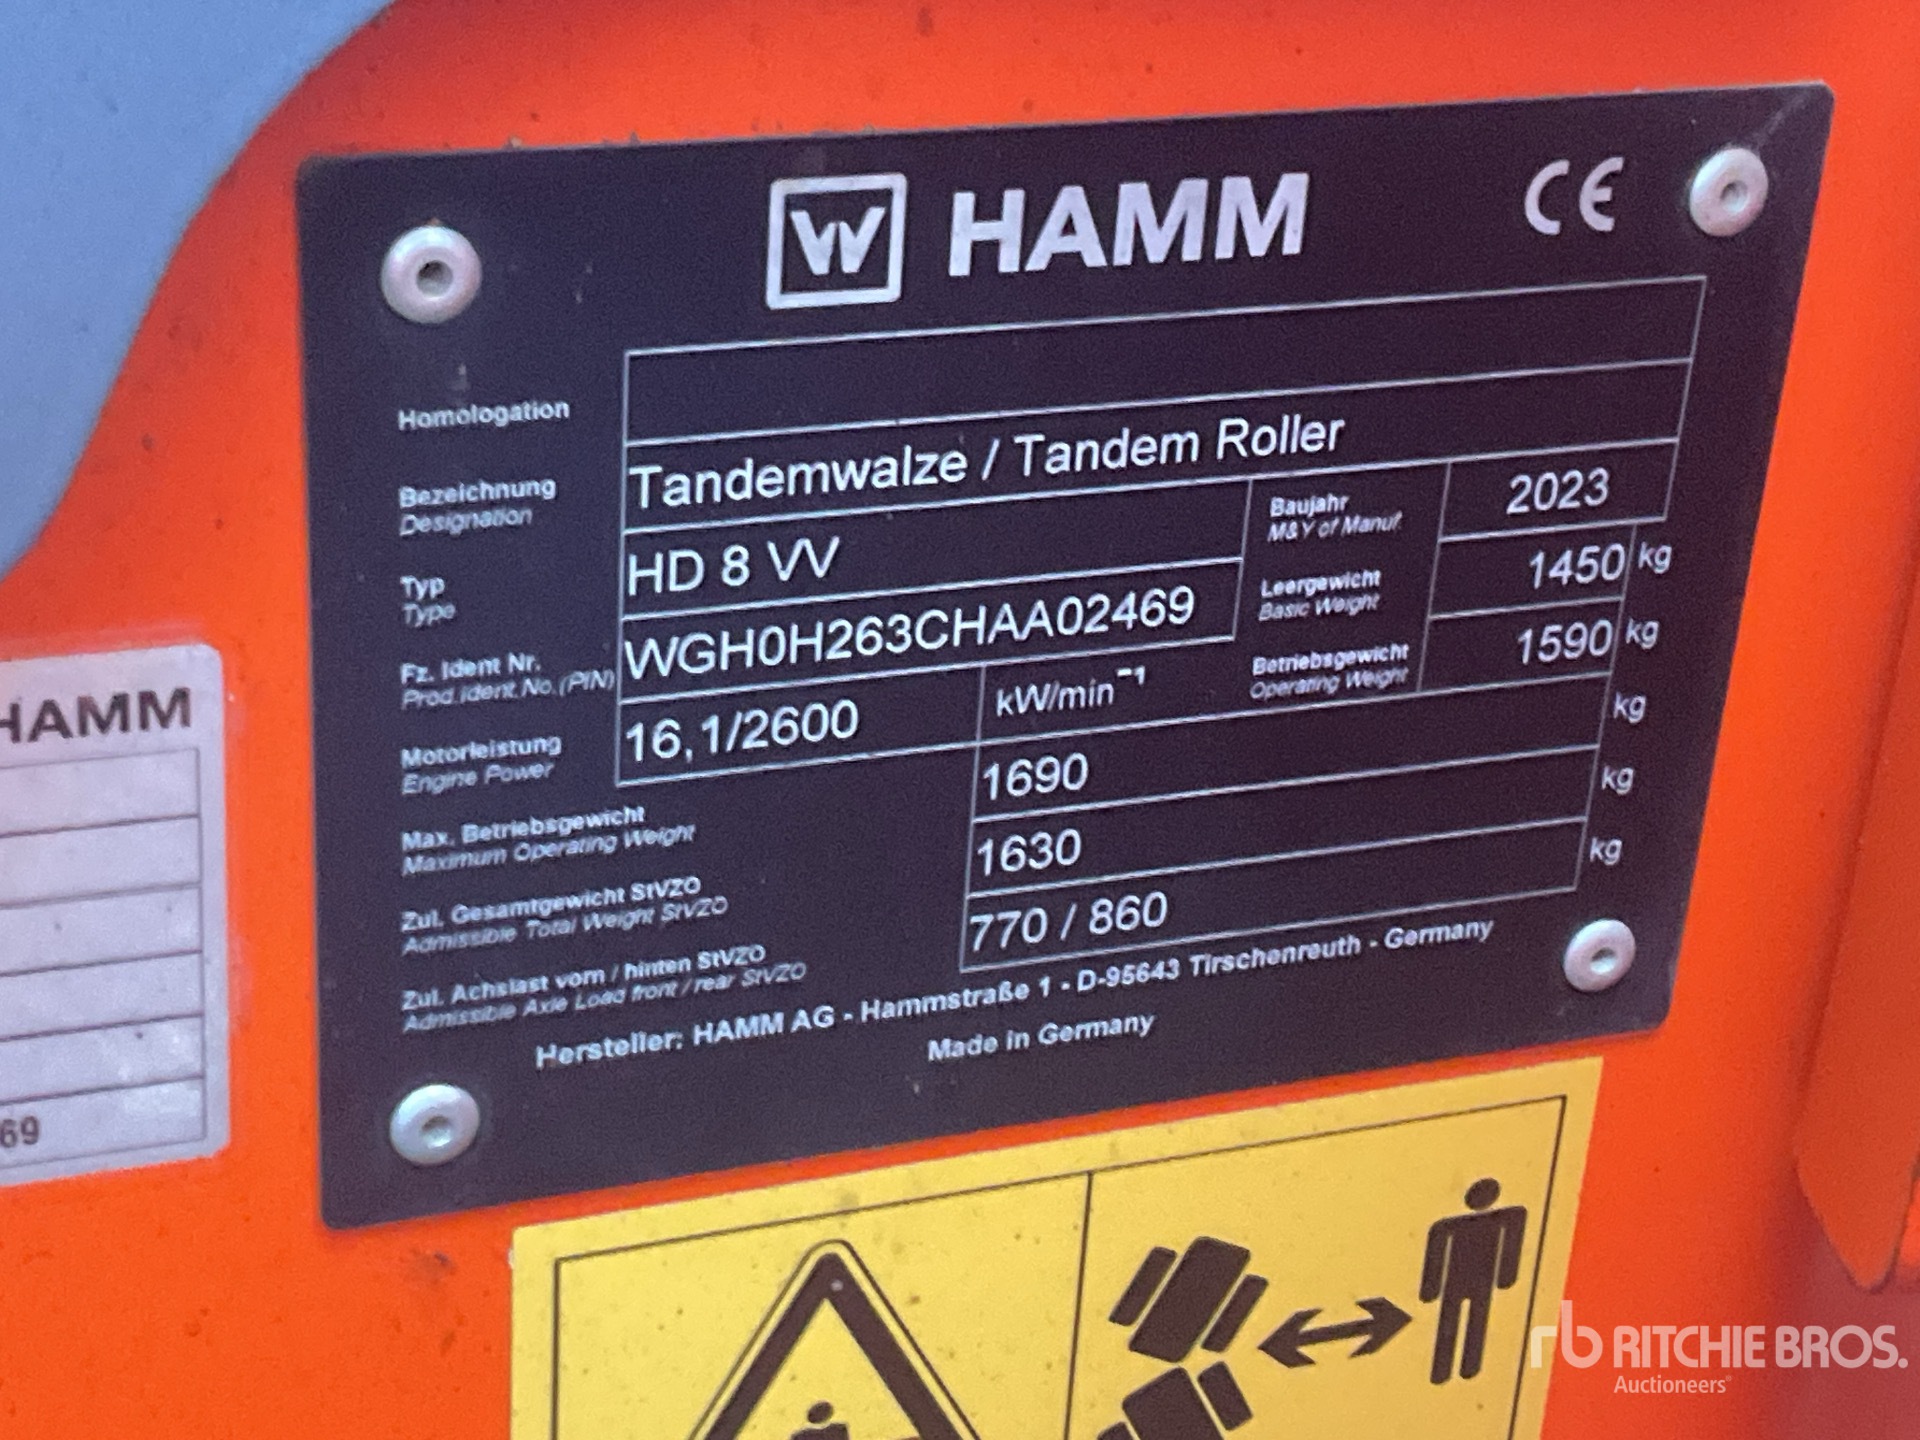 W HAMM CE
Homologation
Bezeichnung
Designation
Tandemwalze / Tandem Roller
Typ
Type
HD 8 VV
Baujahr
M&Y of Manuf.
2023
Fz. Ident Nr.
Prod.Ident.No.(PIN)
WGH0H263CHAA02469
Leergewicht
Basic Weight
1450 kg
Motorleistung
Engine Power
16,1/2600 kW/min⁻¹
Betriebsgewicht
Operating Weight
1590 kg
Max. Betriebsgewicht
Maximum Operating Weight
1690 kg
Zul. Gesamtgewicht StVZO
Admissible Total Weight StVZO
1630 kg
Zul. Achslast vorn / hinten StVZO
Admissible Axle Load front / rear StVZO
770 / 860 kg
Hersteller: HAMM AG - Hammstraße 1 - D-95643 Tirschenreuth - Germany
Made in Germany
HAMM
69
rb RITCHIE BROS.
Auctioneers